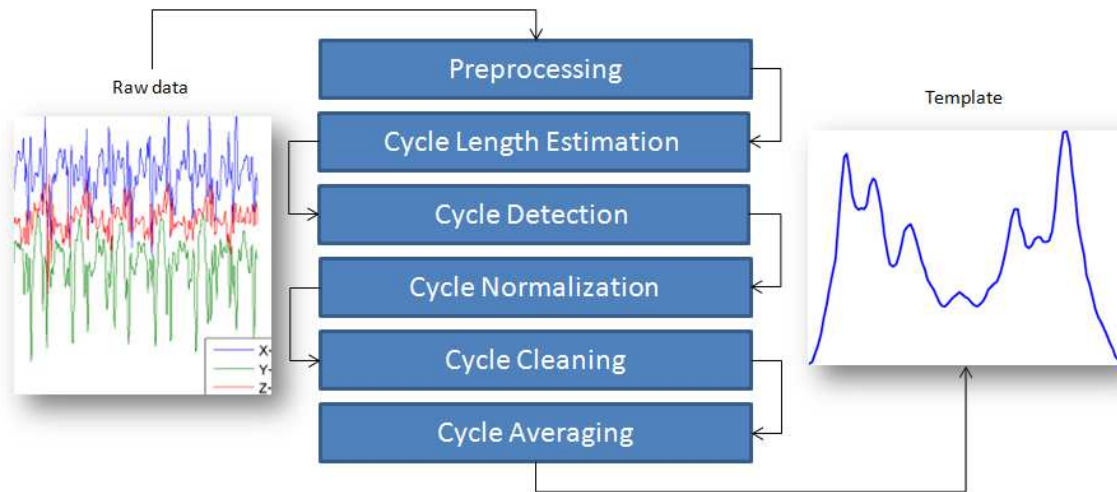 Raw data
X-
Y-
Z-
Preprocessing
Cycle Length Estimation
Cycle Detection
Cycle Normalization
Cycle Cleaning
Cycle Averaging
Template